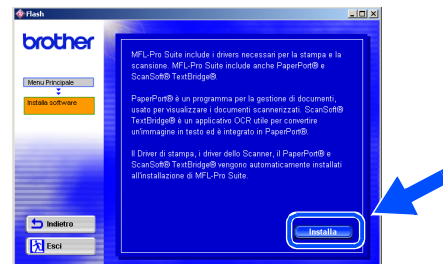 Flash
brother
Menu Principale
Installa software
MFL-Pro Suite include i drivers necessari per la stampa e la
scansione. MFL-Pro Suite include anche PaperPort® e
ScanSoft® TextBridge®.
PaperPort® è un programma per la gestione di documenti,
usato per visualizzare i documenti scannerizzati. ScanSoft®
TextBridge® è un applicativo OCR utile per convertire
un'immagine in testo ed è integrato in PaperPort®.
Il Driver di stampa, i driver dello Scanner, il PaperPort® e
ScanSoft® TextBridge® vengono automaticamente installati
all'installazione di MFL-Pro Suite.
Indietro
Installa
Esci